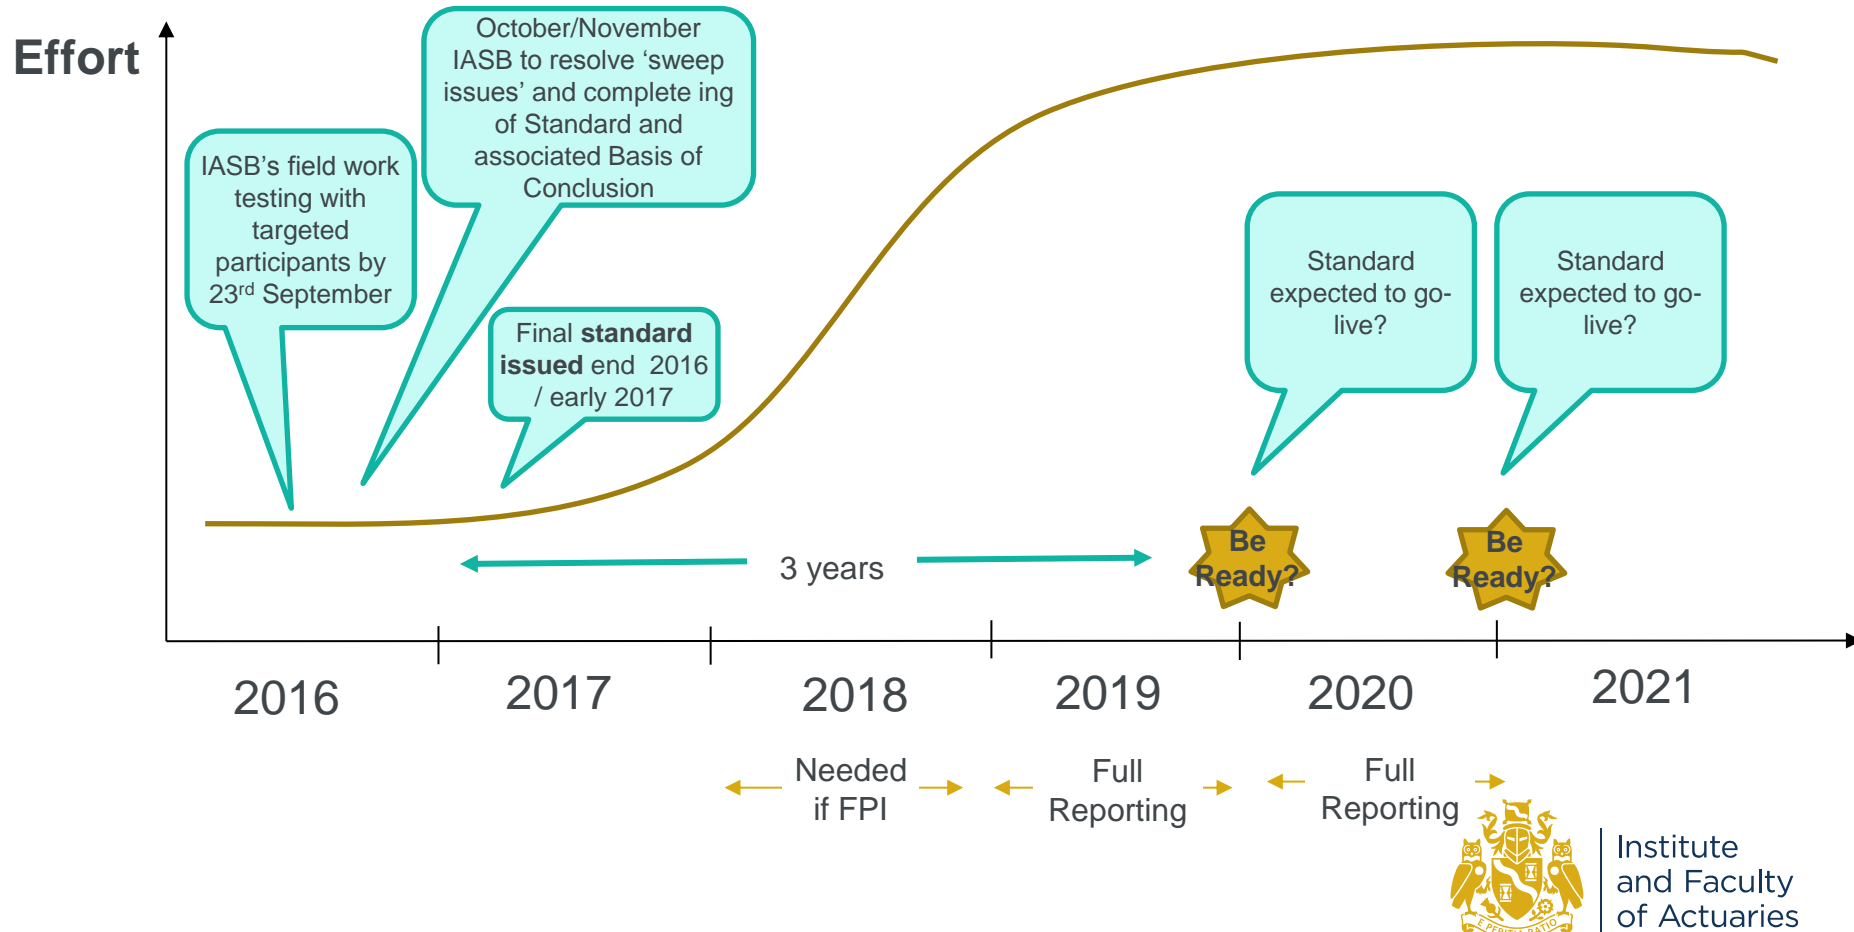 Effort
October/November
IASB to resolve ‘sweep
issues’ and complete ing
of Standard and
associated Basis of
Conclusion
IASB’s field work
testing with
targeted
participants by
23rd September
Final standard
issued end 2016
/ early 2017
Standard
expected to go-
live?
Standard
expected to go-
live?
3 years
Be
Ready?
Be
Ready?
2016
2017
2018
2019
2020
2021
Needed
if FPI
Full
Reporting
Full
Reporting
Institute
and Faculty
of Actuaries